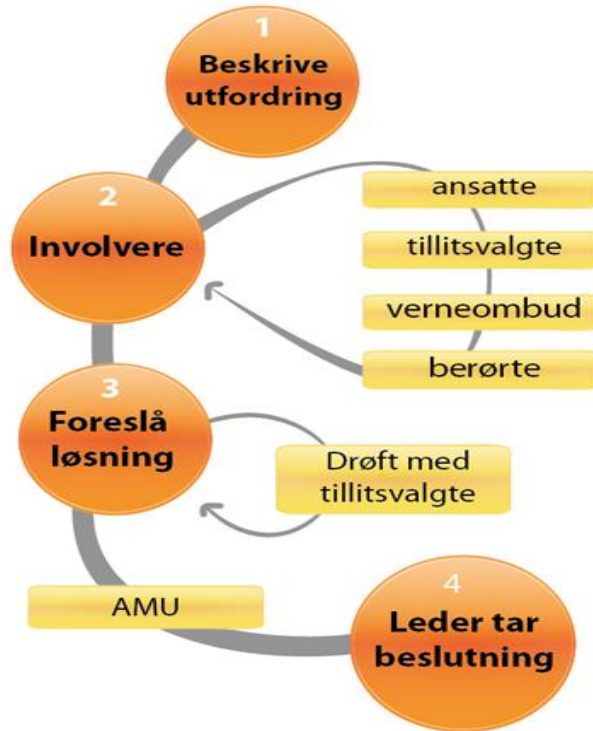 1
Beskrive
utfordring
2
Involvere
ansatte
tillitsvalgte
verneombud
berørte
3
Foreslå
løsning
Drøft med
tillitsvalgte
AMU
4
Leder tar
beslutning